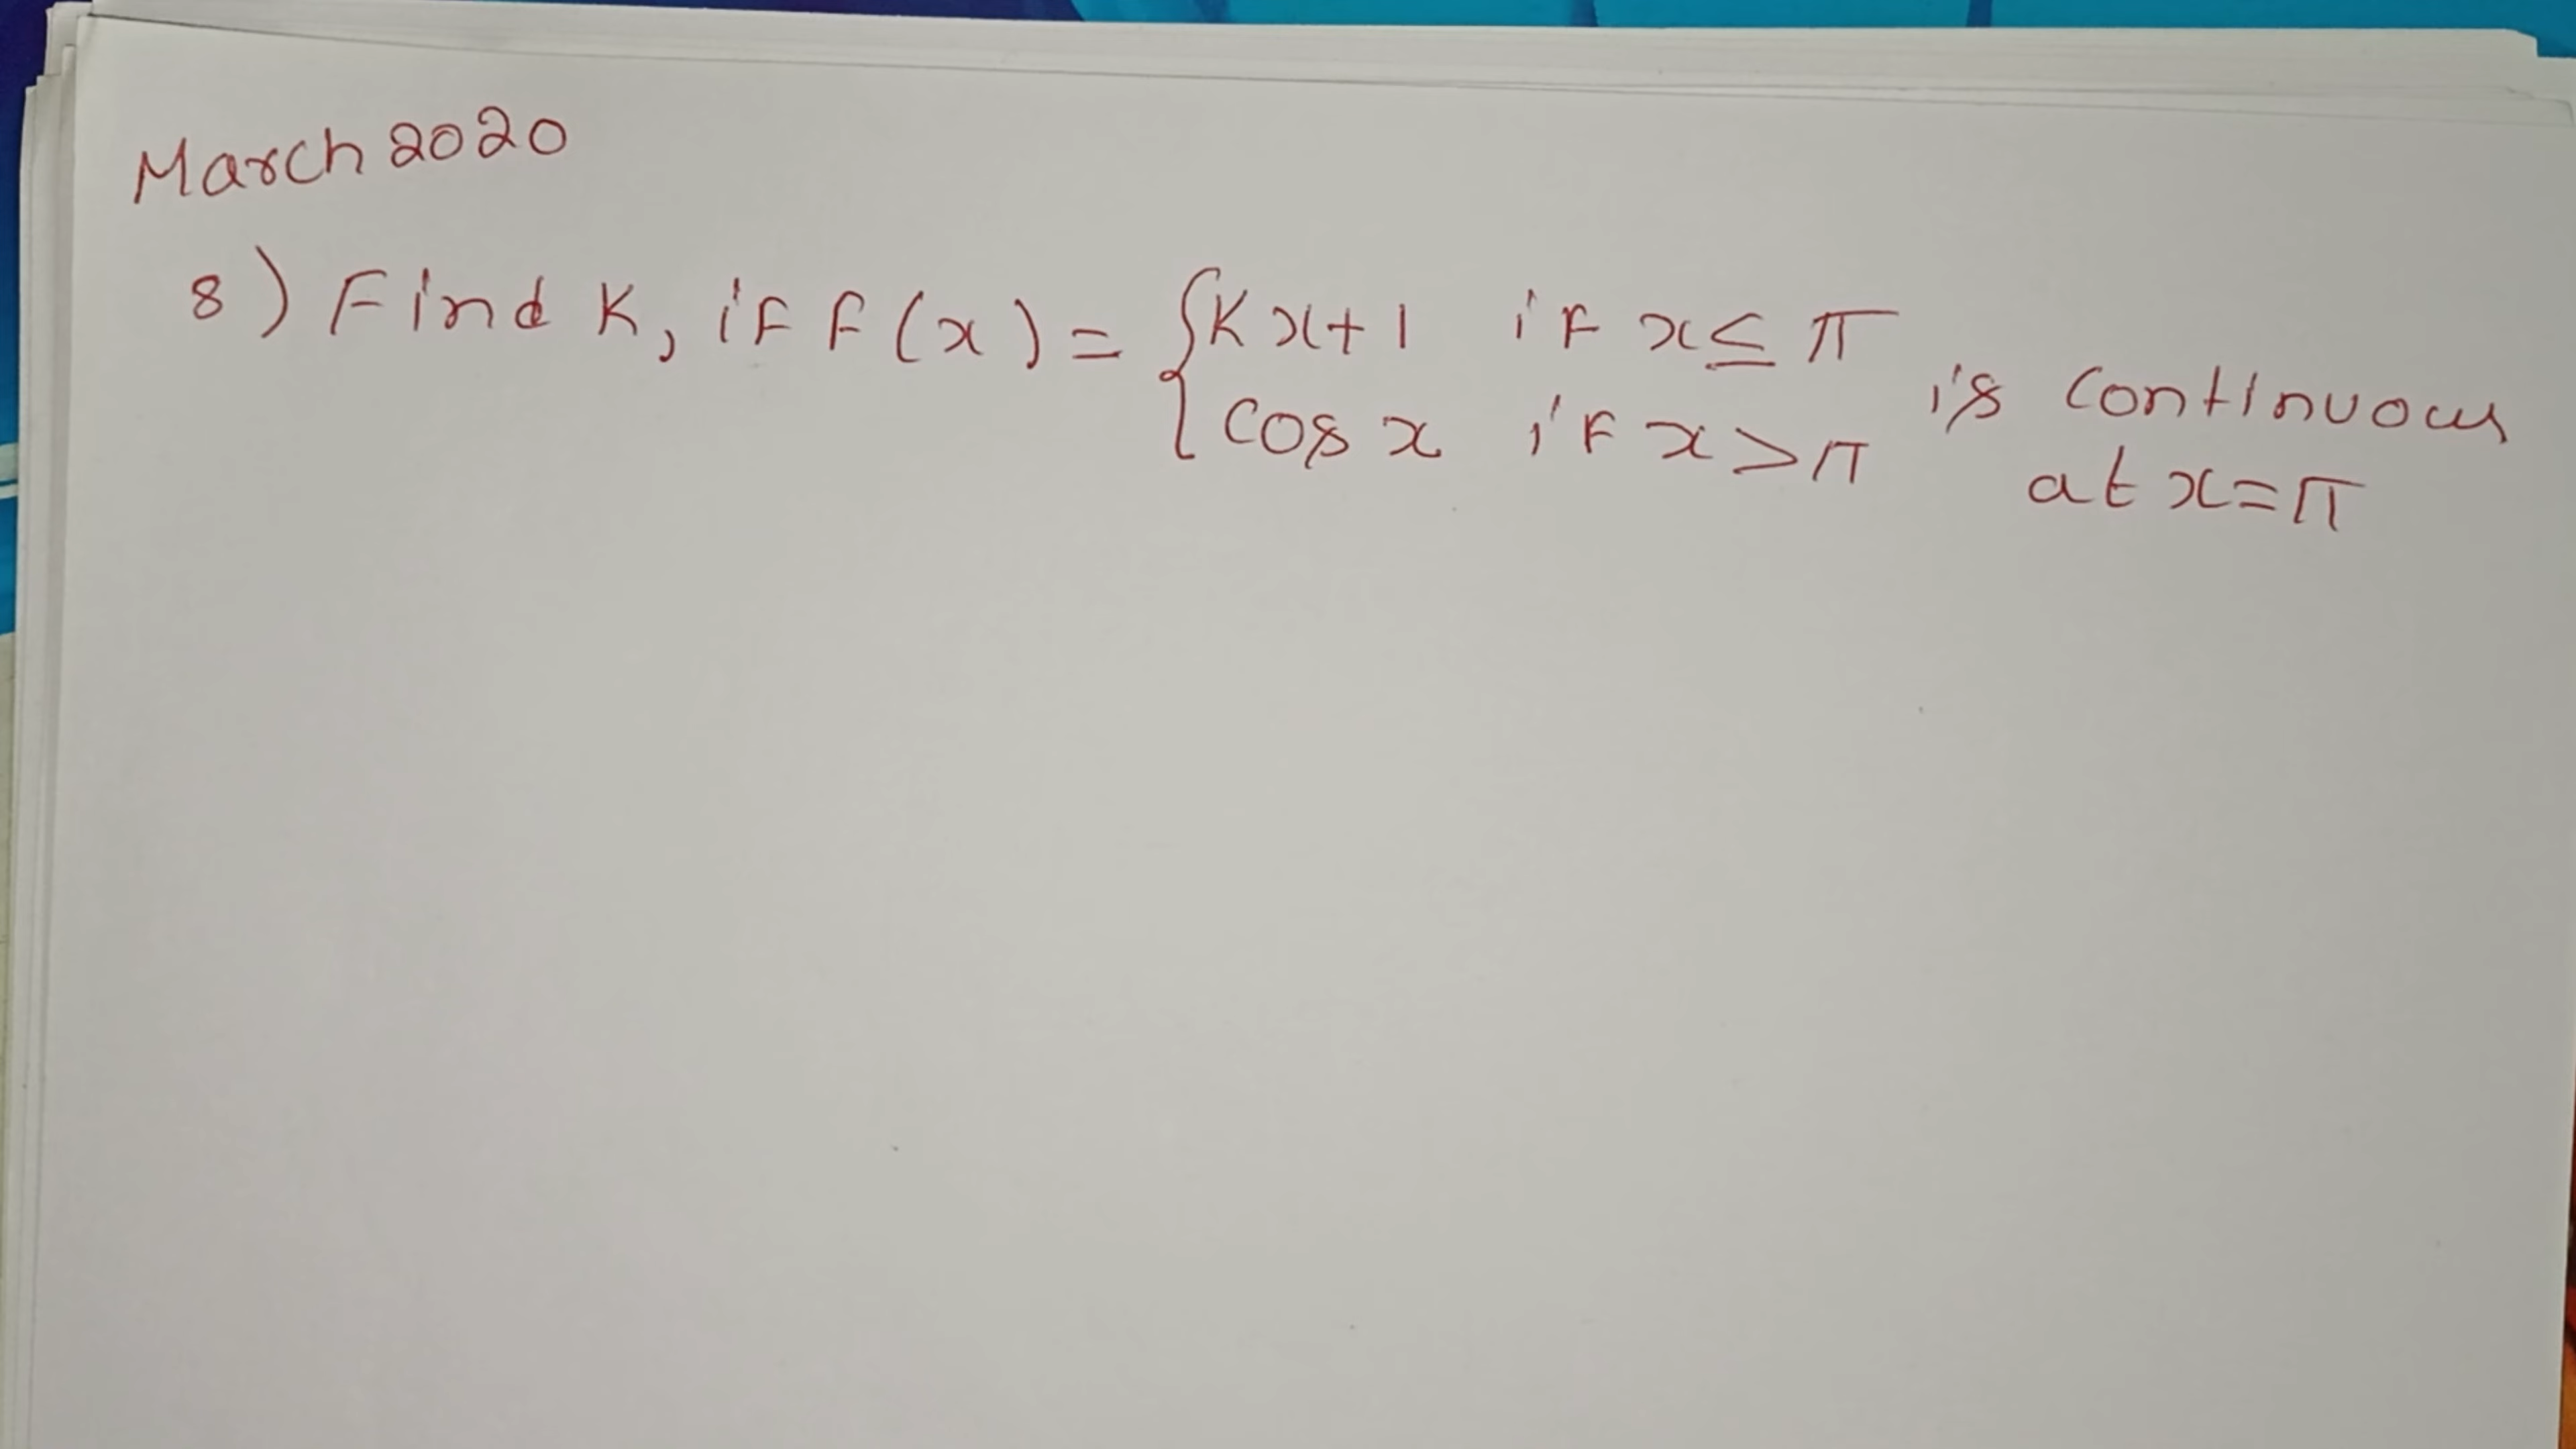 March 2020
8) Find K, if f(x) = {Kx+1 if x ≤ π
{cos x if x > π is continuous
at x = π